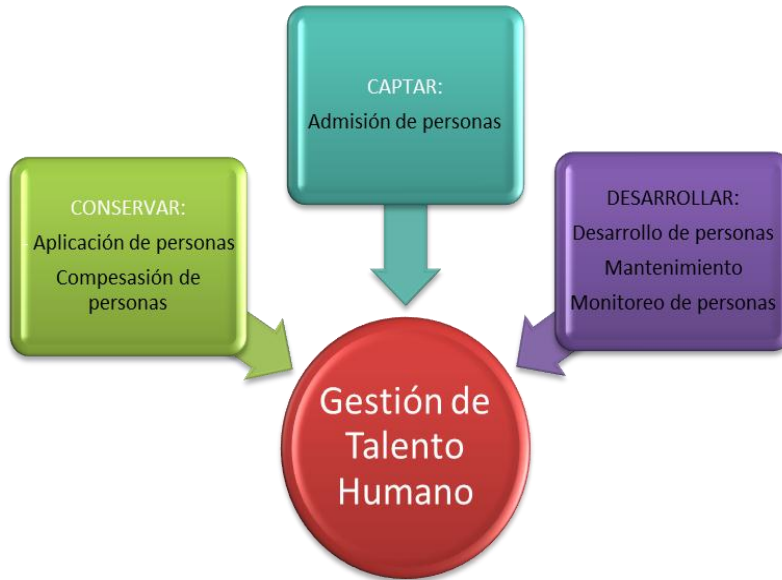 CONSERVAR:
Aplicación de personas
Compesasión de
personas
CAPTAR:
Admisión de personas
DESARROLLAR:
Desarrollo de personas
Mantenimiento
Monitoreo de personas
Gestión de
Talento
Humano